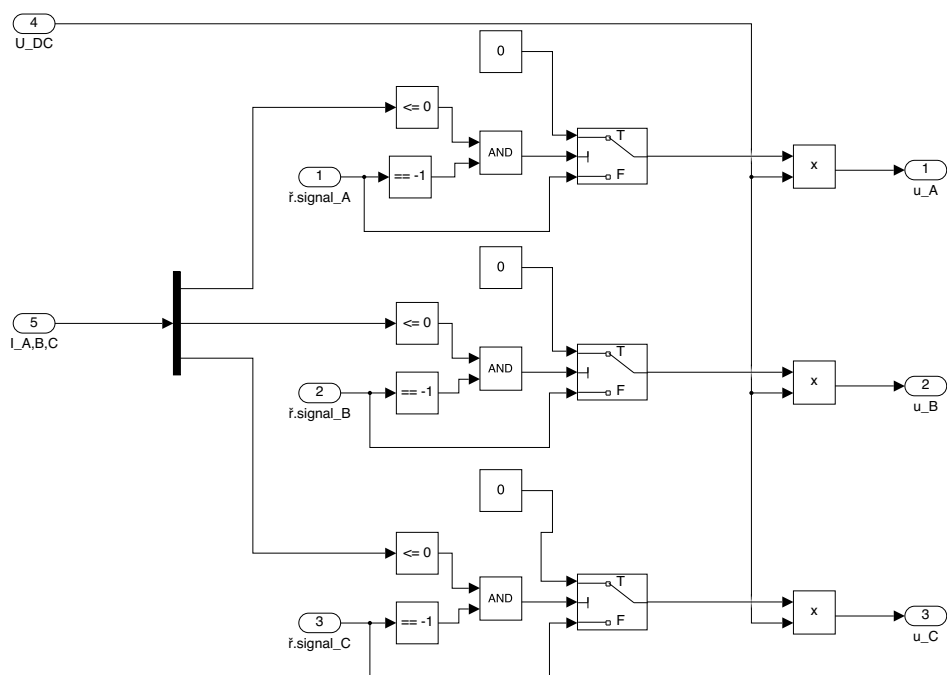 4
U_DC
0
<= 0
AND
T
F
1
ř.signal_A
== -1
x
1
u_A
0
5
I_A,B,C
<= 0
AND
T
F
2
ř.signal_B
== -1
x
2
u_B
0
<= 0
AND
T
F
3
ř.signal_C
== -1
x
3
u_C